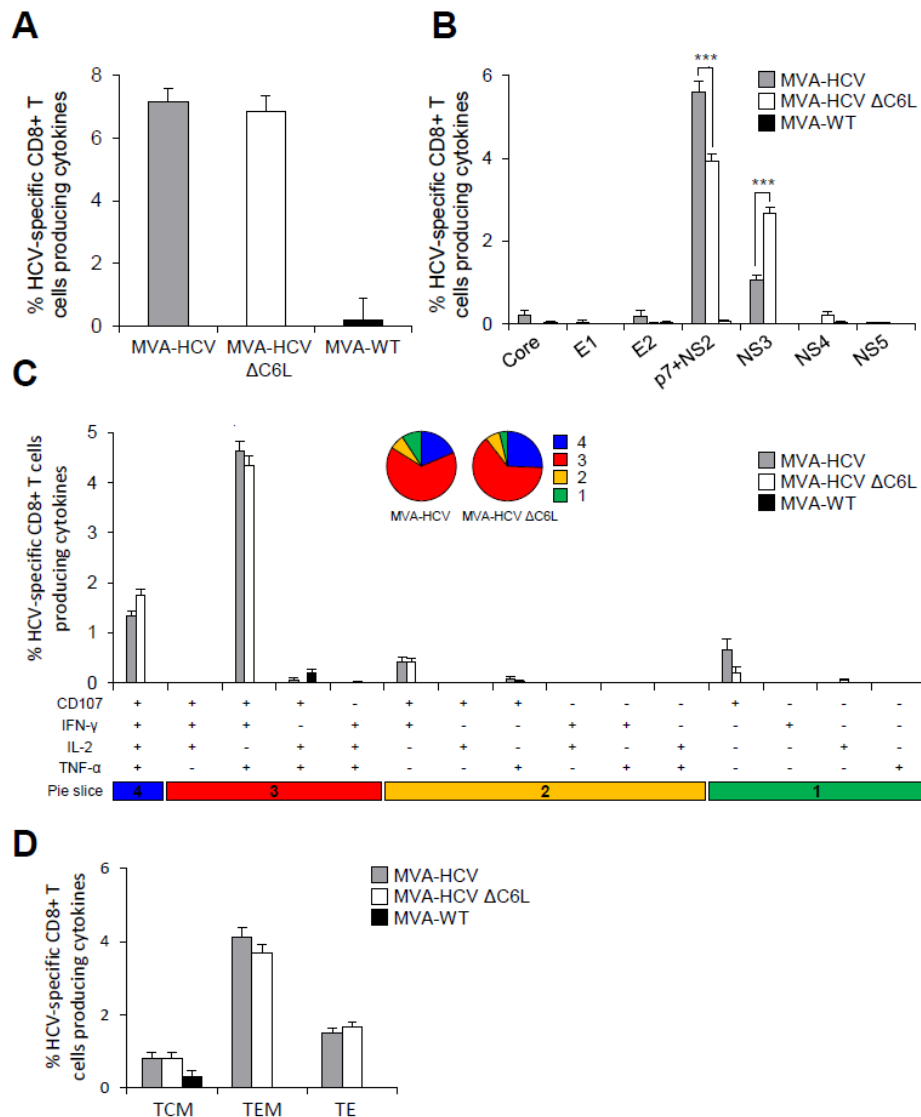 A
% HCV-specific CD8+ T
cells producing cytokines
8
6
4
2
0
MVA-HCV
MVA-HCV
ΔC6L
MVA-WT
B
% HCV-specific CD8+ T
cells producing cytokines
6
4
2
0
***
***
MVA-HCV
MVA-HCV ΔC6L
MVA-WT
Core
E1
E2
p7+NS2
NS3
NS4
NS5
C
% HCV-specific CD8+ T cells
producing cytokines
5
4
3
2
1
0
MVA-HCV
MVA-HCV ΔC6L
4
3
2
1
MVA-HCV
MVA-HCV ΔC6L
MVA-WT
CD107 + + + + - + + + - - - + - - -
IFN-γ + + + - + + - - + + - - + - -
IL-2 + + - + + - + - + - + - - + -
TNF-α + - + + + - - + - + + - - - +
Pie slice 4 3 2 1
D
% HCV-specific CD8+ T
cells producing cytokines
6
4
2
0
MVA-HCV
MVA-HCV ΔC6L
MVA-WT
TCM
TEM
TE